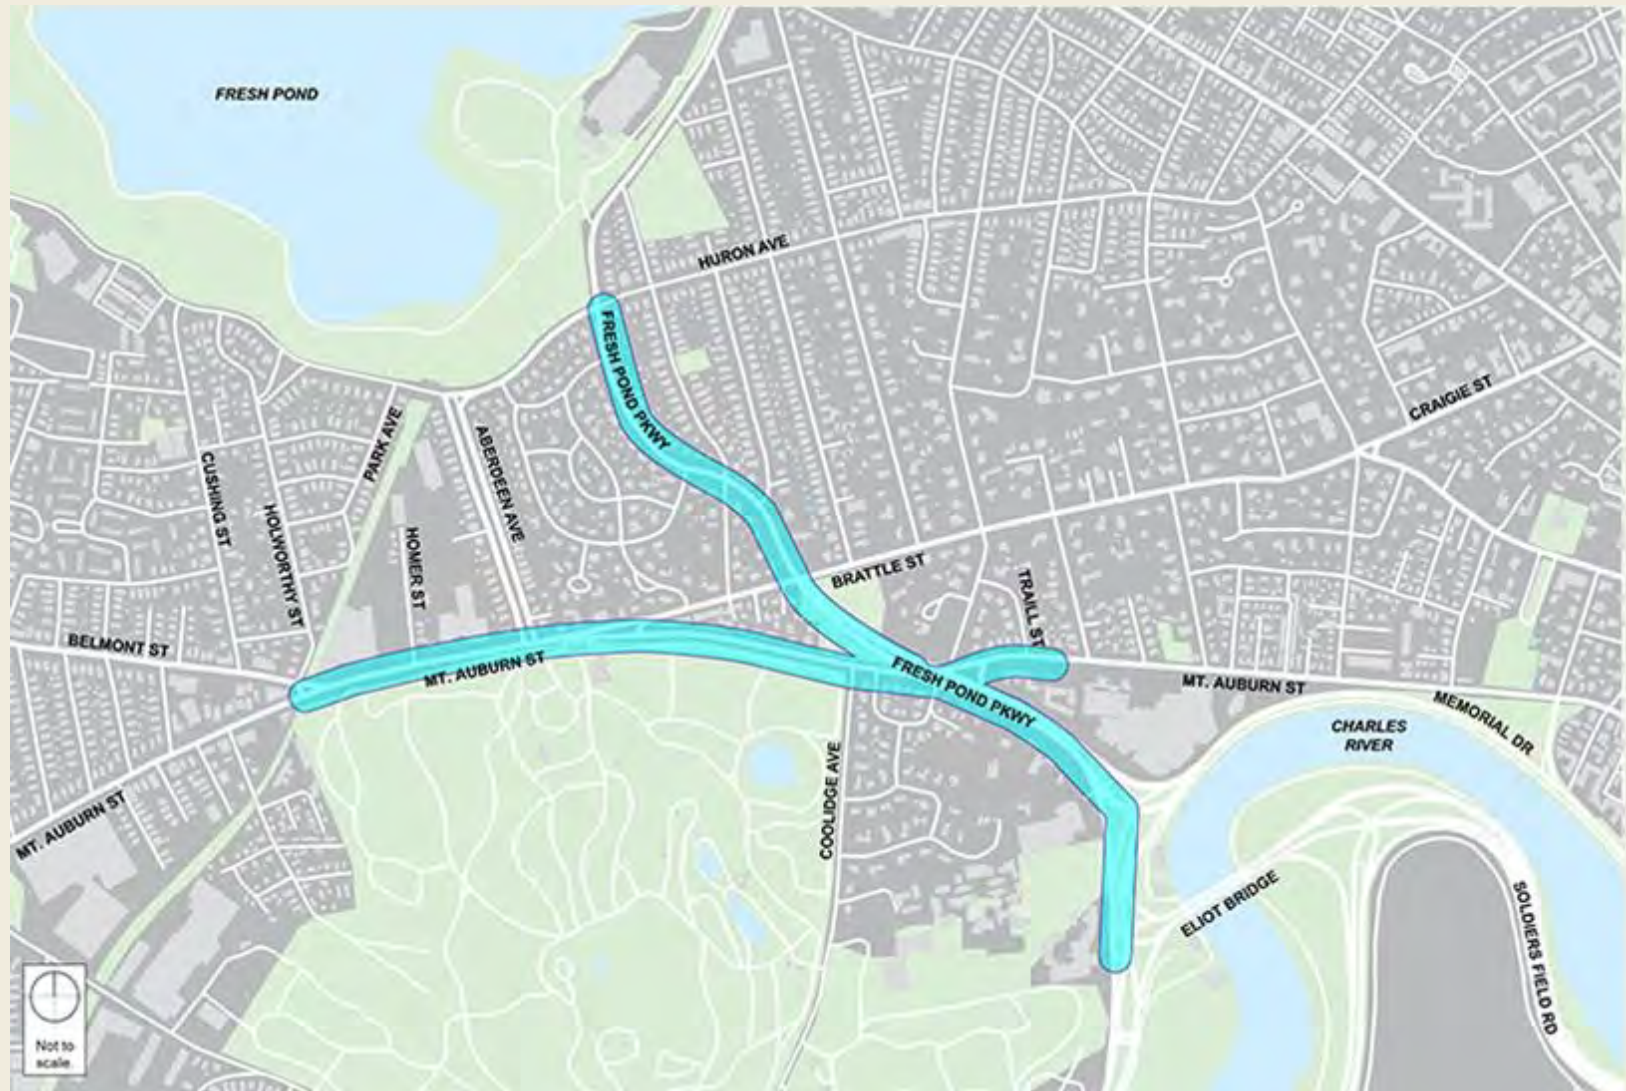 FRESH POND
HURON AVE
FRESH POND PKWY
CRAIGIE ST
PARK AVE
ABERDEEN AVE
CUSHING ST
HOLWORTHY ST
HOMER ST
BRATTLE ST
TRAILL ST
BELMONT ST
MT. AUBURN ST
FRESH POND PKWY
MT. AUBURN ST
MEMORIAL DR
CHARLES
RIVER
COOLIDGE AVE
MT. AUBURN ST
ELIOT BRIDGE
SOLDIERS FIELD RD
Not to
scale